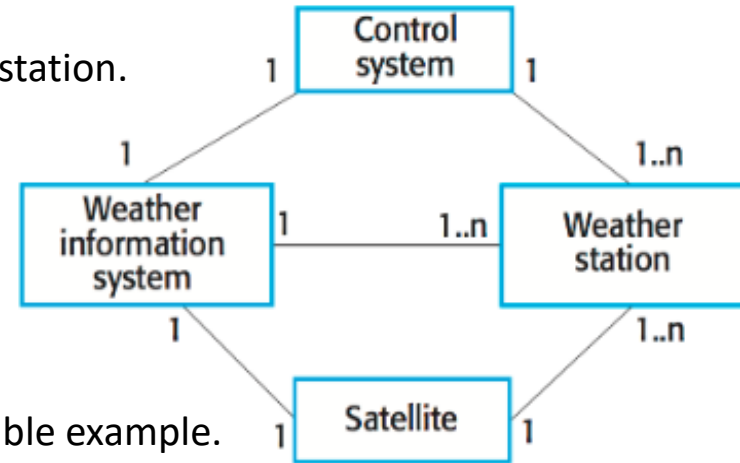 Control
system
station.
1
1
1
1..n
Weather
information
system
1
1..n
Weather
station
1
1..n
Satellite
ble example.
1
1